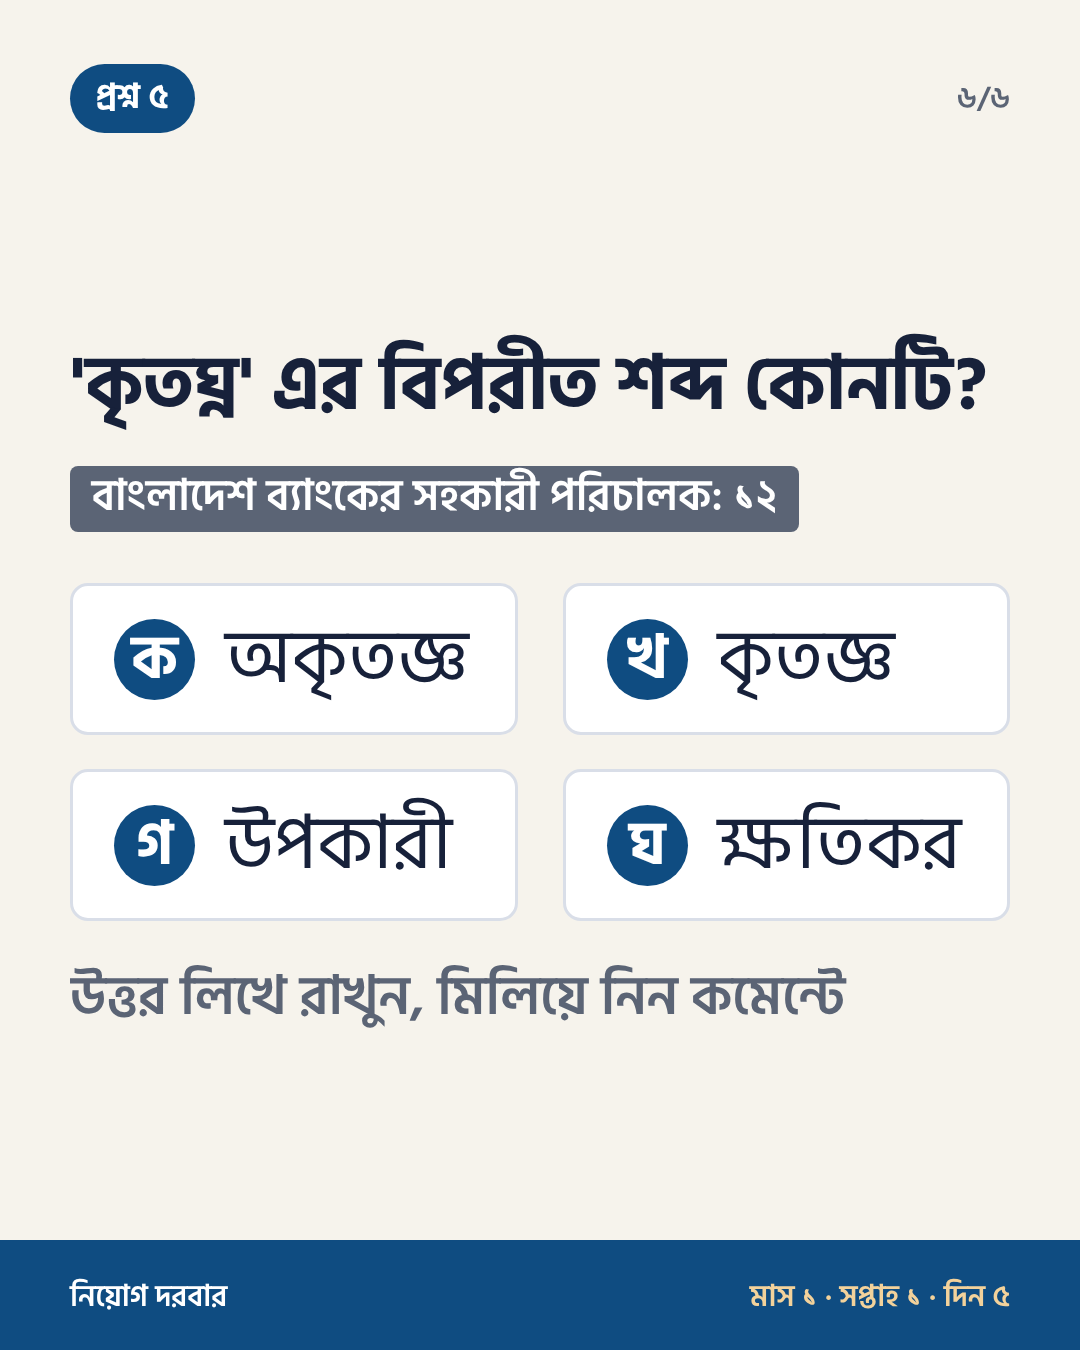 প্রশ্ন ৫
৬/৬
'কৃতঘ্ন' এর বিপরীত শব্দ কোনটি?
বাংলাদেশ ব্যাংকের সহকারী পরিচালক: ১২
ক অকৃতজ্ঞ
খ কৃতজ্ঞ
গ উপকারী
ঘ ক্ষতিকর
উত্তর লিখে রাখুন, মিলিয়ে নিন কমেন্টে
নিয়োগ দরবার
মাস ১ · সপ্তাহ ১ · দিন ৫